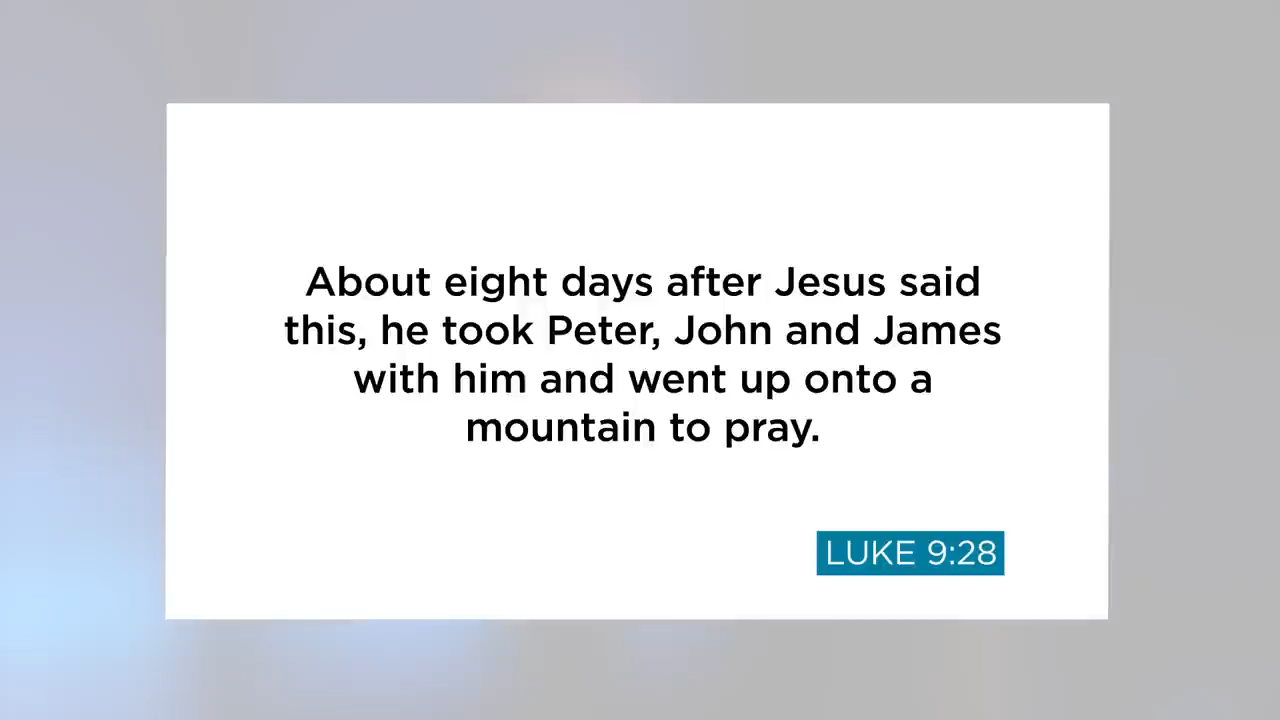 About eight days after Jesus said
this, he took Peter, John and James
with him and went up onto a
mountain to pray.
LUKE 9:28